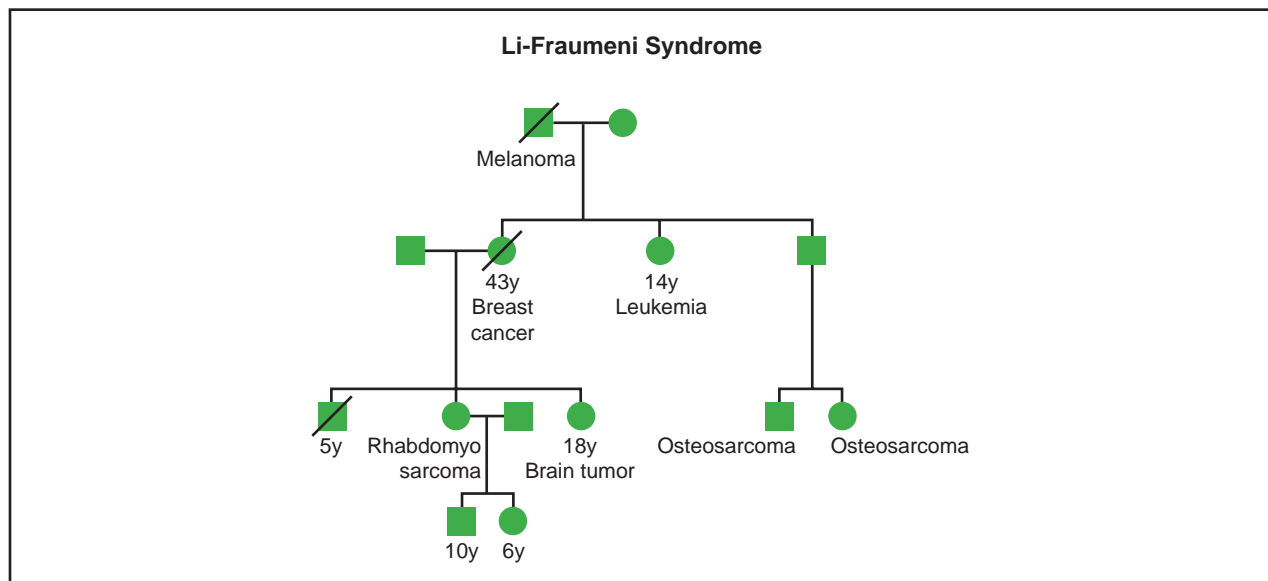 Li-Fraumeni Syndrome
Melanoma
43y
Breast
cancer
14y
Leukemia
5y
Rhabdomyo
sarcoma
18y
Brain tumor
Osteosarcoma
Osteosarcoma
10y
6y